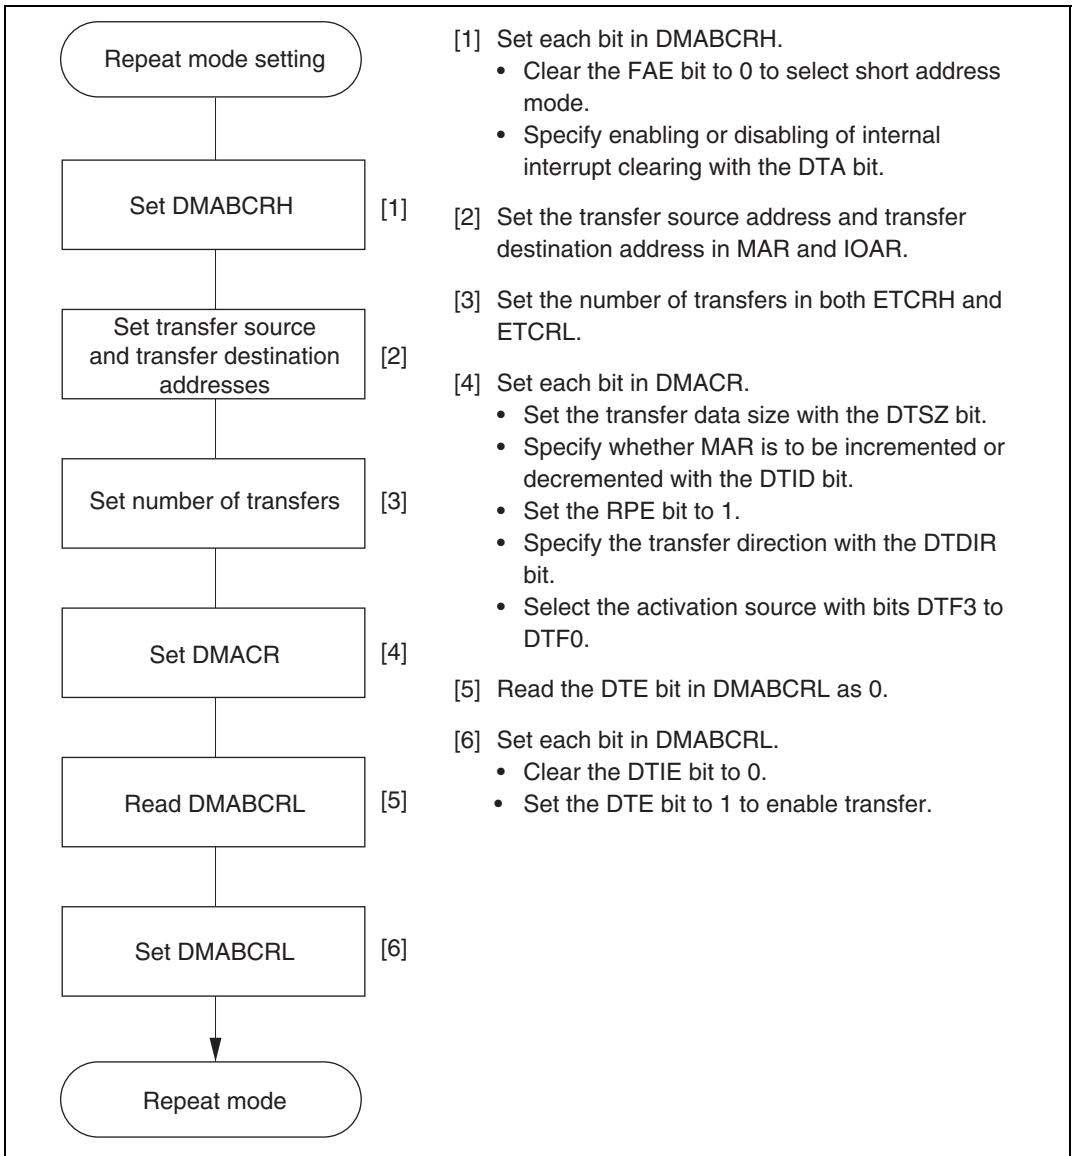 Repeat mode setting
Set DMABCRH
[1]
Set transfer source
and transfer destination
addresses
[2]
Set number of transfers
[3]
Set DMACR
[4]
Read DMABCRL
[5]
Set DMABCRL
[6]
Repeat mode
[1] Set each bit in DMABCRH.
• Clear the FAE bit to 0 to select short address
mode.
• Specify enabling or disabling of internal
interrupt clearing with the DTA bit.
[2] Set the transfer source address and transfer
destination address in MAR and IOAR.
[3] Set the number of transfers in both ETCRH and
ETCRL.
[4] Set each bit in DMACR.
• Set the transfer data size with the DTSZ bit.
• Specify whether MAR is to be incremented or
decremented with the DTID bit.
• Set the RPE bit to 1.
• Specify the transfer direction with the DTDIR
bit.
• Select the activation source with bits DTF3 to
DTF0.
[5] Read the DTE bit in DMABCRL as 0.
[6] Set each bit in DMABCRL.
• Clear the DTIE bit to 0.
• Set the DTE bit to 1 to enable transfer.